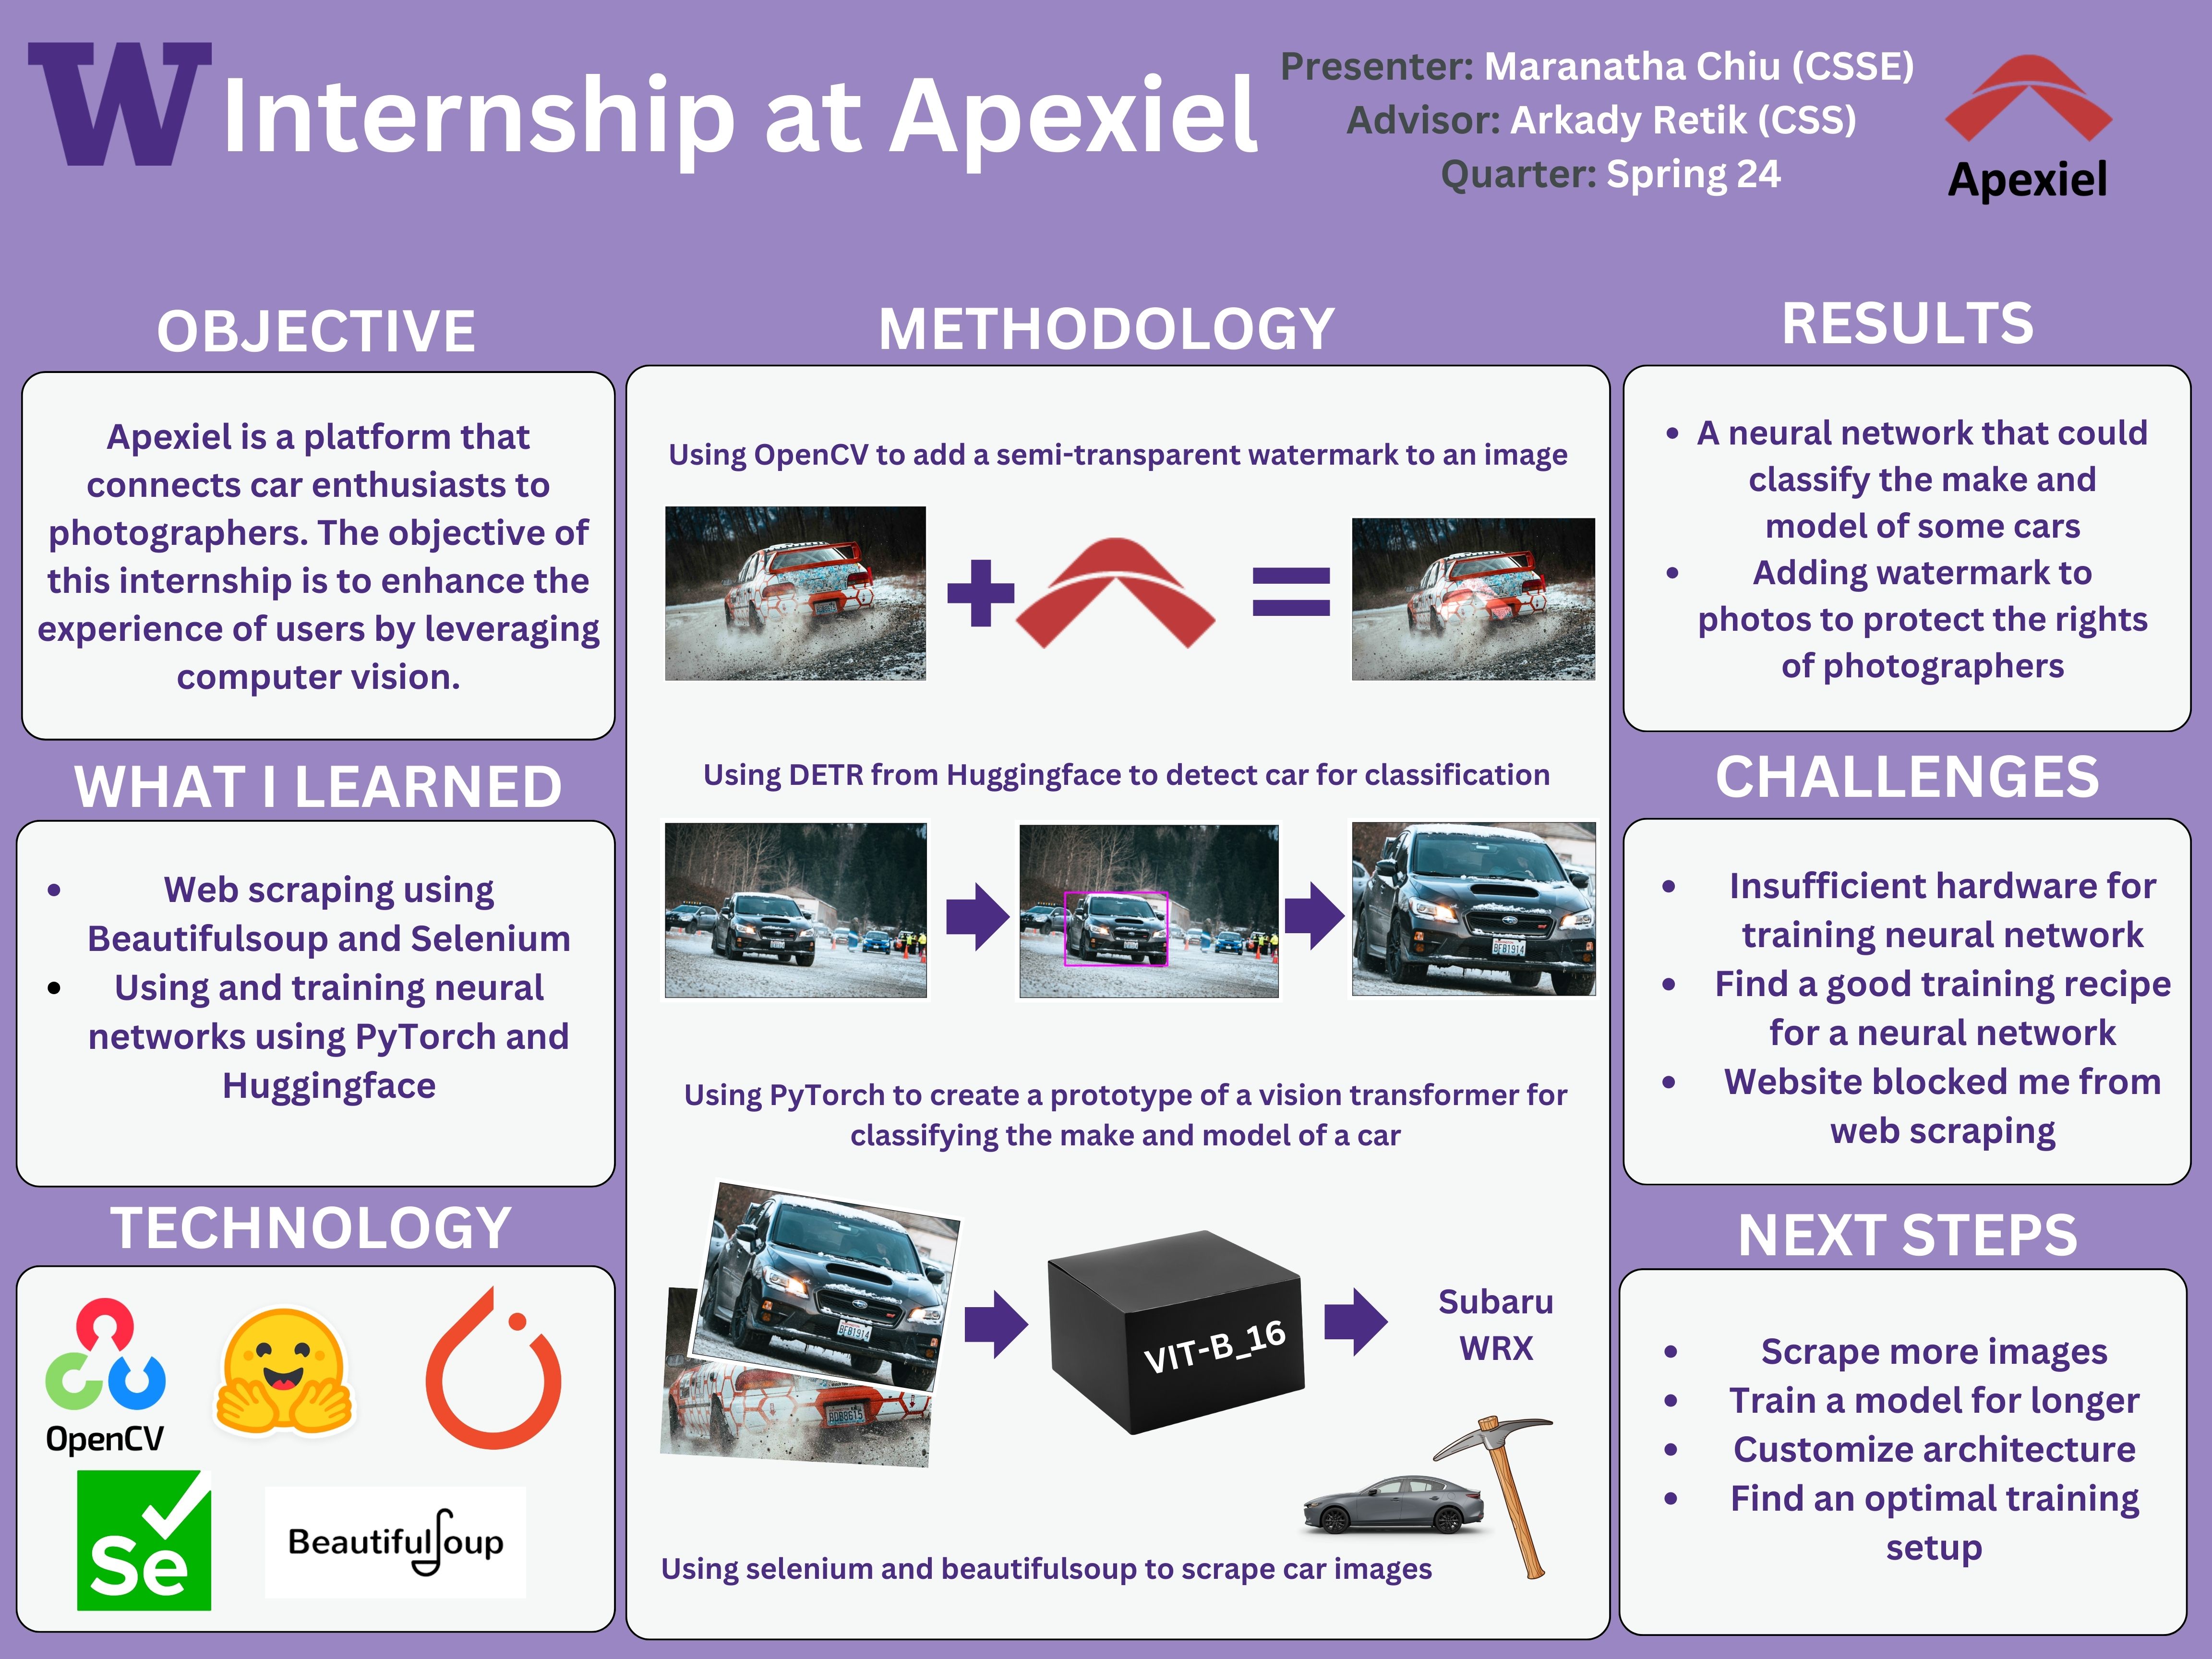 W
Internship at Apexiel
Presenter: Maranatha Chiu (CSSE)
Advisor: Arkady Retik (CSS)
Quarter: Spring 24
Apexiel
OBJECTIVE
Apexiel is a platform that
connects car enthusiasts to
photographers. The objective of
this internship is to enhance the
experience of users by leveraging
computer vision.
WHAT I LEARNED
• Web scraping using
Beautifulsoup and Selenium
• Using and training neural
networks using PyTorch and
Huggingface
TECHNOLOGY
OpenCV
Se
BeautifulSoup
METHODOLOGY
Using OpenCV to add a semi-transparent watermark to an image
Using DETR from Huggingface to detect car for classification
BFB1914
Using PyTorch to create a prototype of a vision transformer for
classifying the make and model of a car
BFB1914
BQB8615
VIT-B_16
Subaru
WRX
Using selenium and beautifulsoup to scrape car images
RESULTS
• A neural network that could
classify the make and
model of some cars
• Adding watermark to
photos to protect the rights
of photographers
CHALLENGES
• Insufficient hardware for
training neural network
• Find a good training recipe
for a neural network
• Website blocked me from
web scraping
NEXT STEPS
• Scrape more images
• Train a model for longer
• Customize architecture
• Find an optimal training
setup